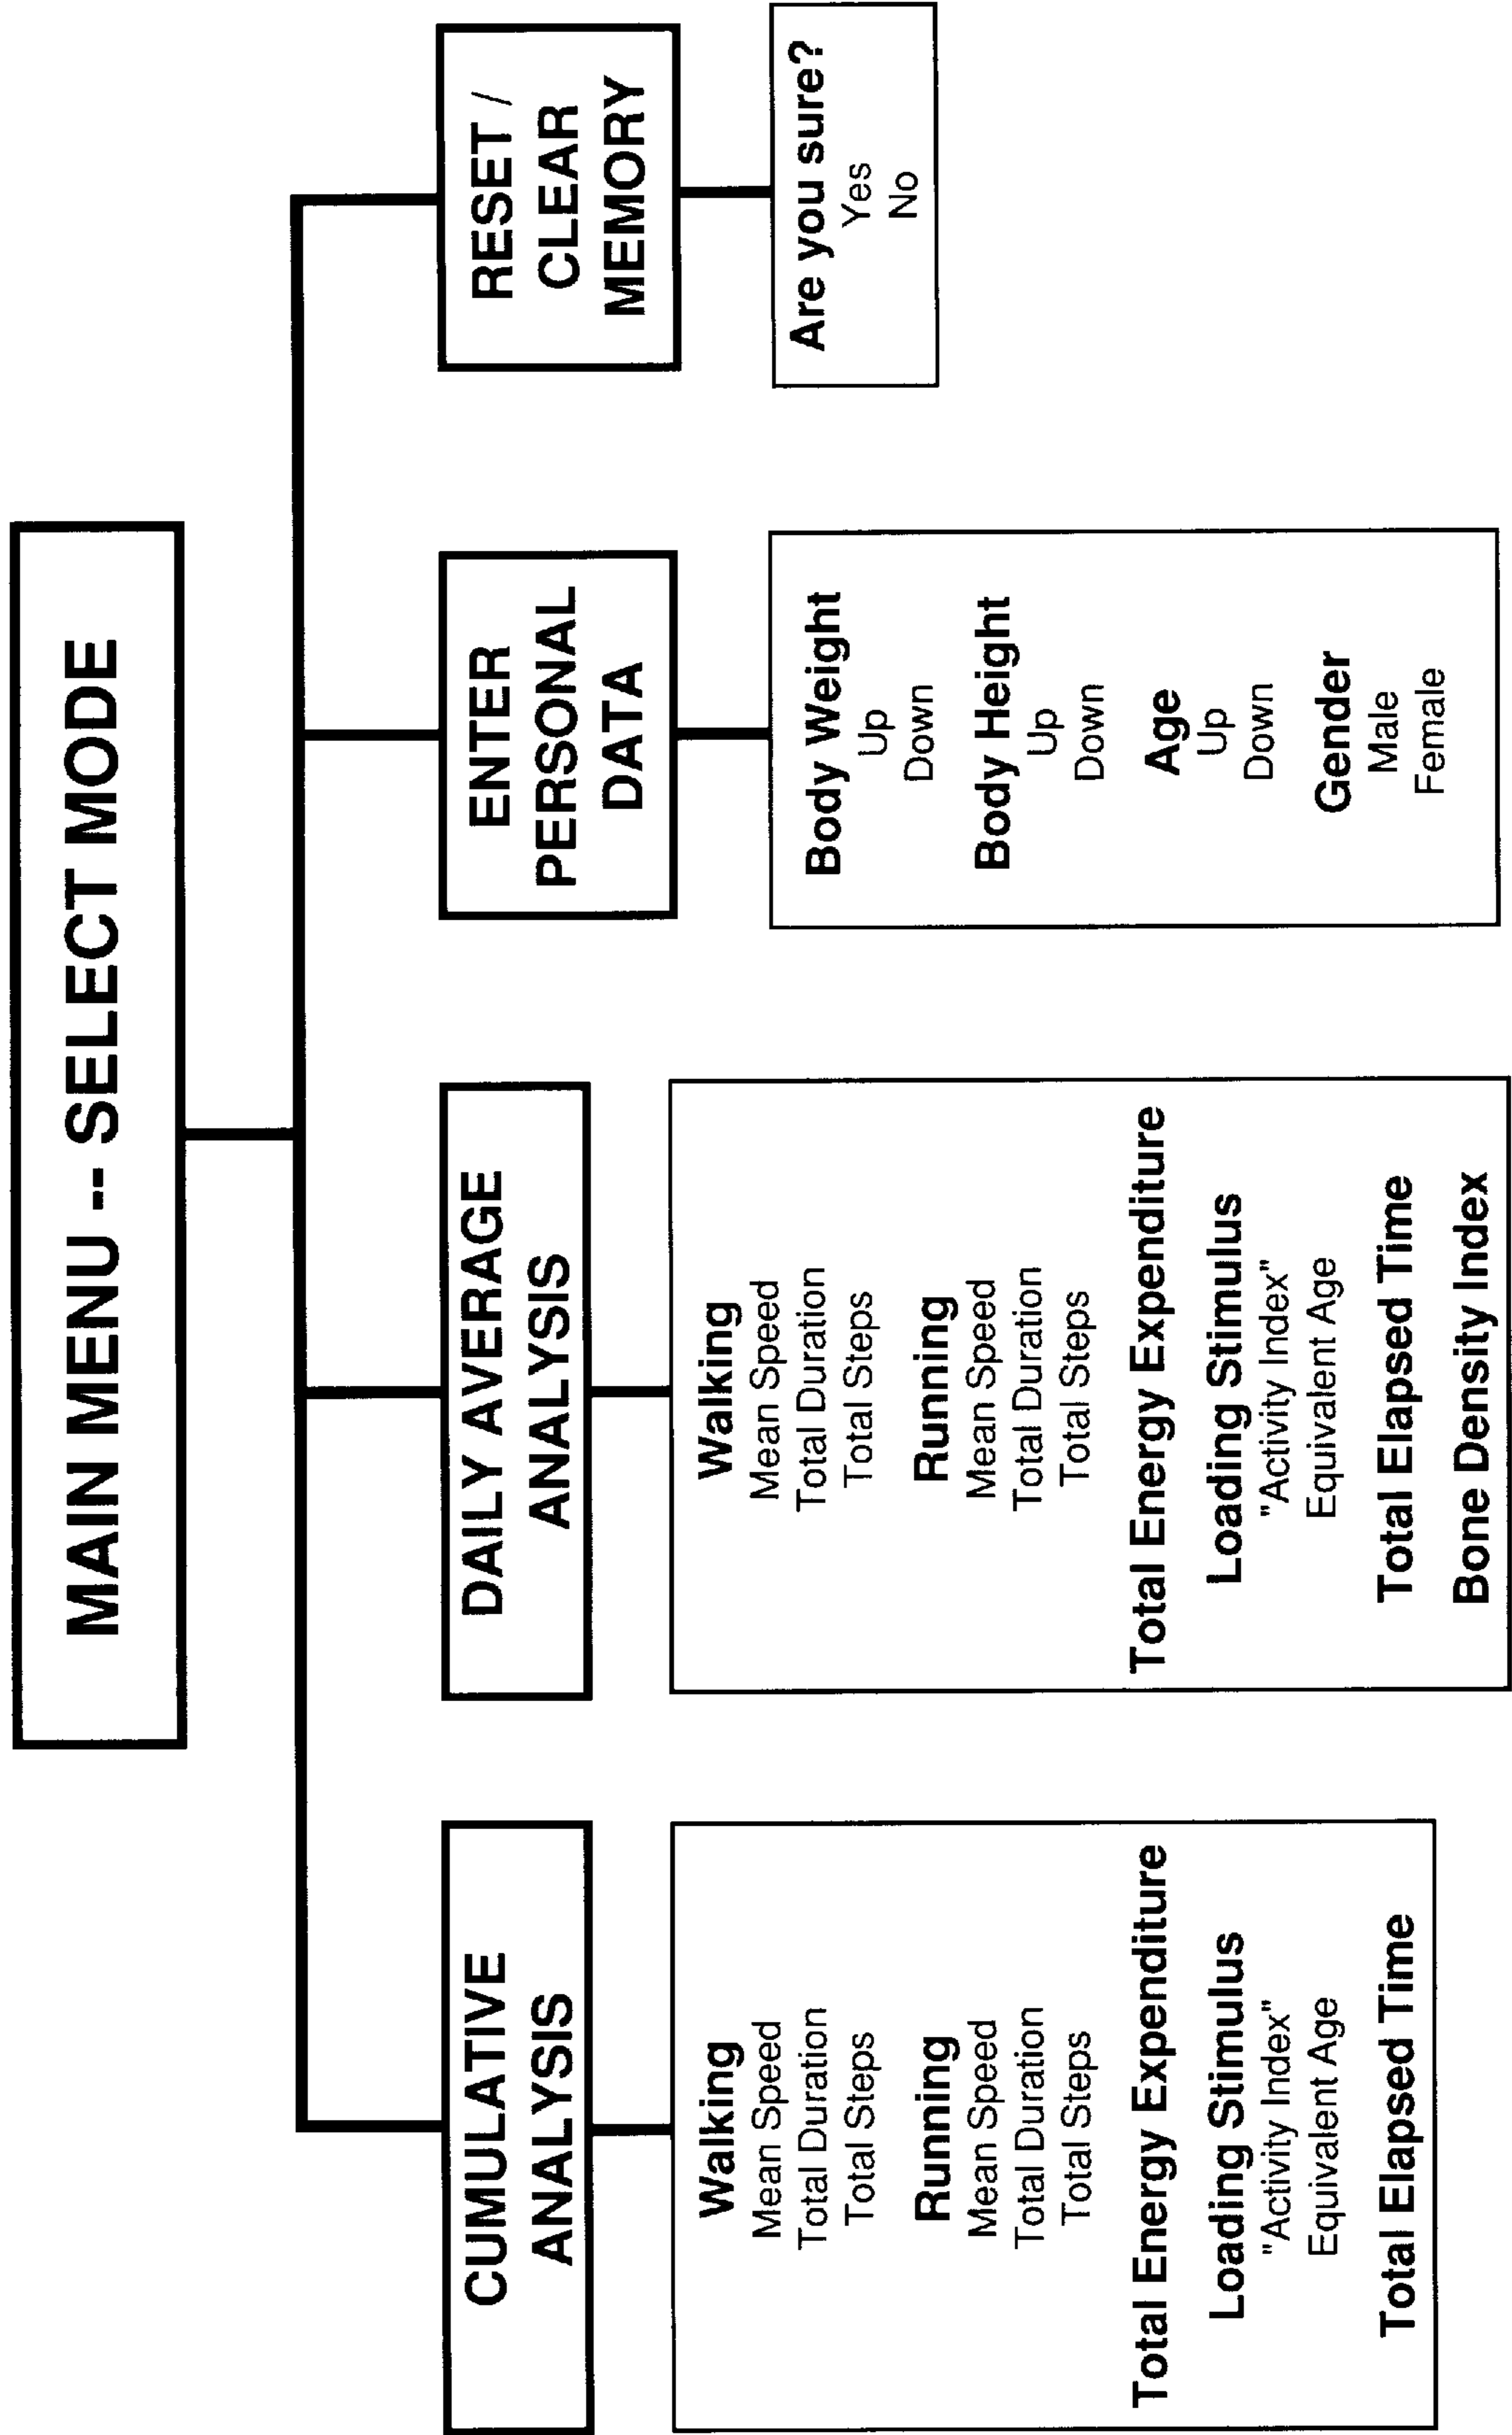 MAIN MENU -- SELECT MODE
CUMULATIVE
ANALYSIS
Walking
Mean Speed
Total Duration
Total Steps
Running
Mean Speed
Total Duration
Total Steps
Total Energy Expenditure
Loading Stimulus
"Activity Index"
Equivalent Age
Total Elapsed Time
DAILY AVERAGE
ANALYSIS
Walking
Mean Speed
Total Duration
Total Steps
Running
Mean Speed
Total Duration
Total Steps
Total Energy Expenditure
Loading Stimulus
"Activity Index"
Equivalent Age
Total Elapsed Time
Bone Density Index
ENTER
PERSONAL
DATA
Body Weight
Up
Down
Body Height
Up
Down
Age
Up
Down
Gender
Male
Female
RESET /
CLEAR
MEMORY
Are you sure?
Yes
No